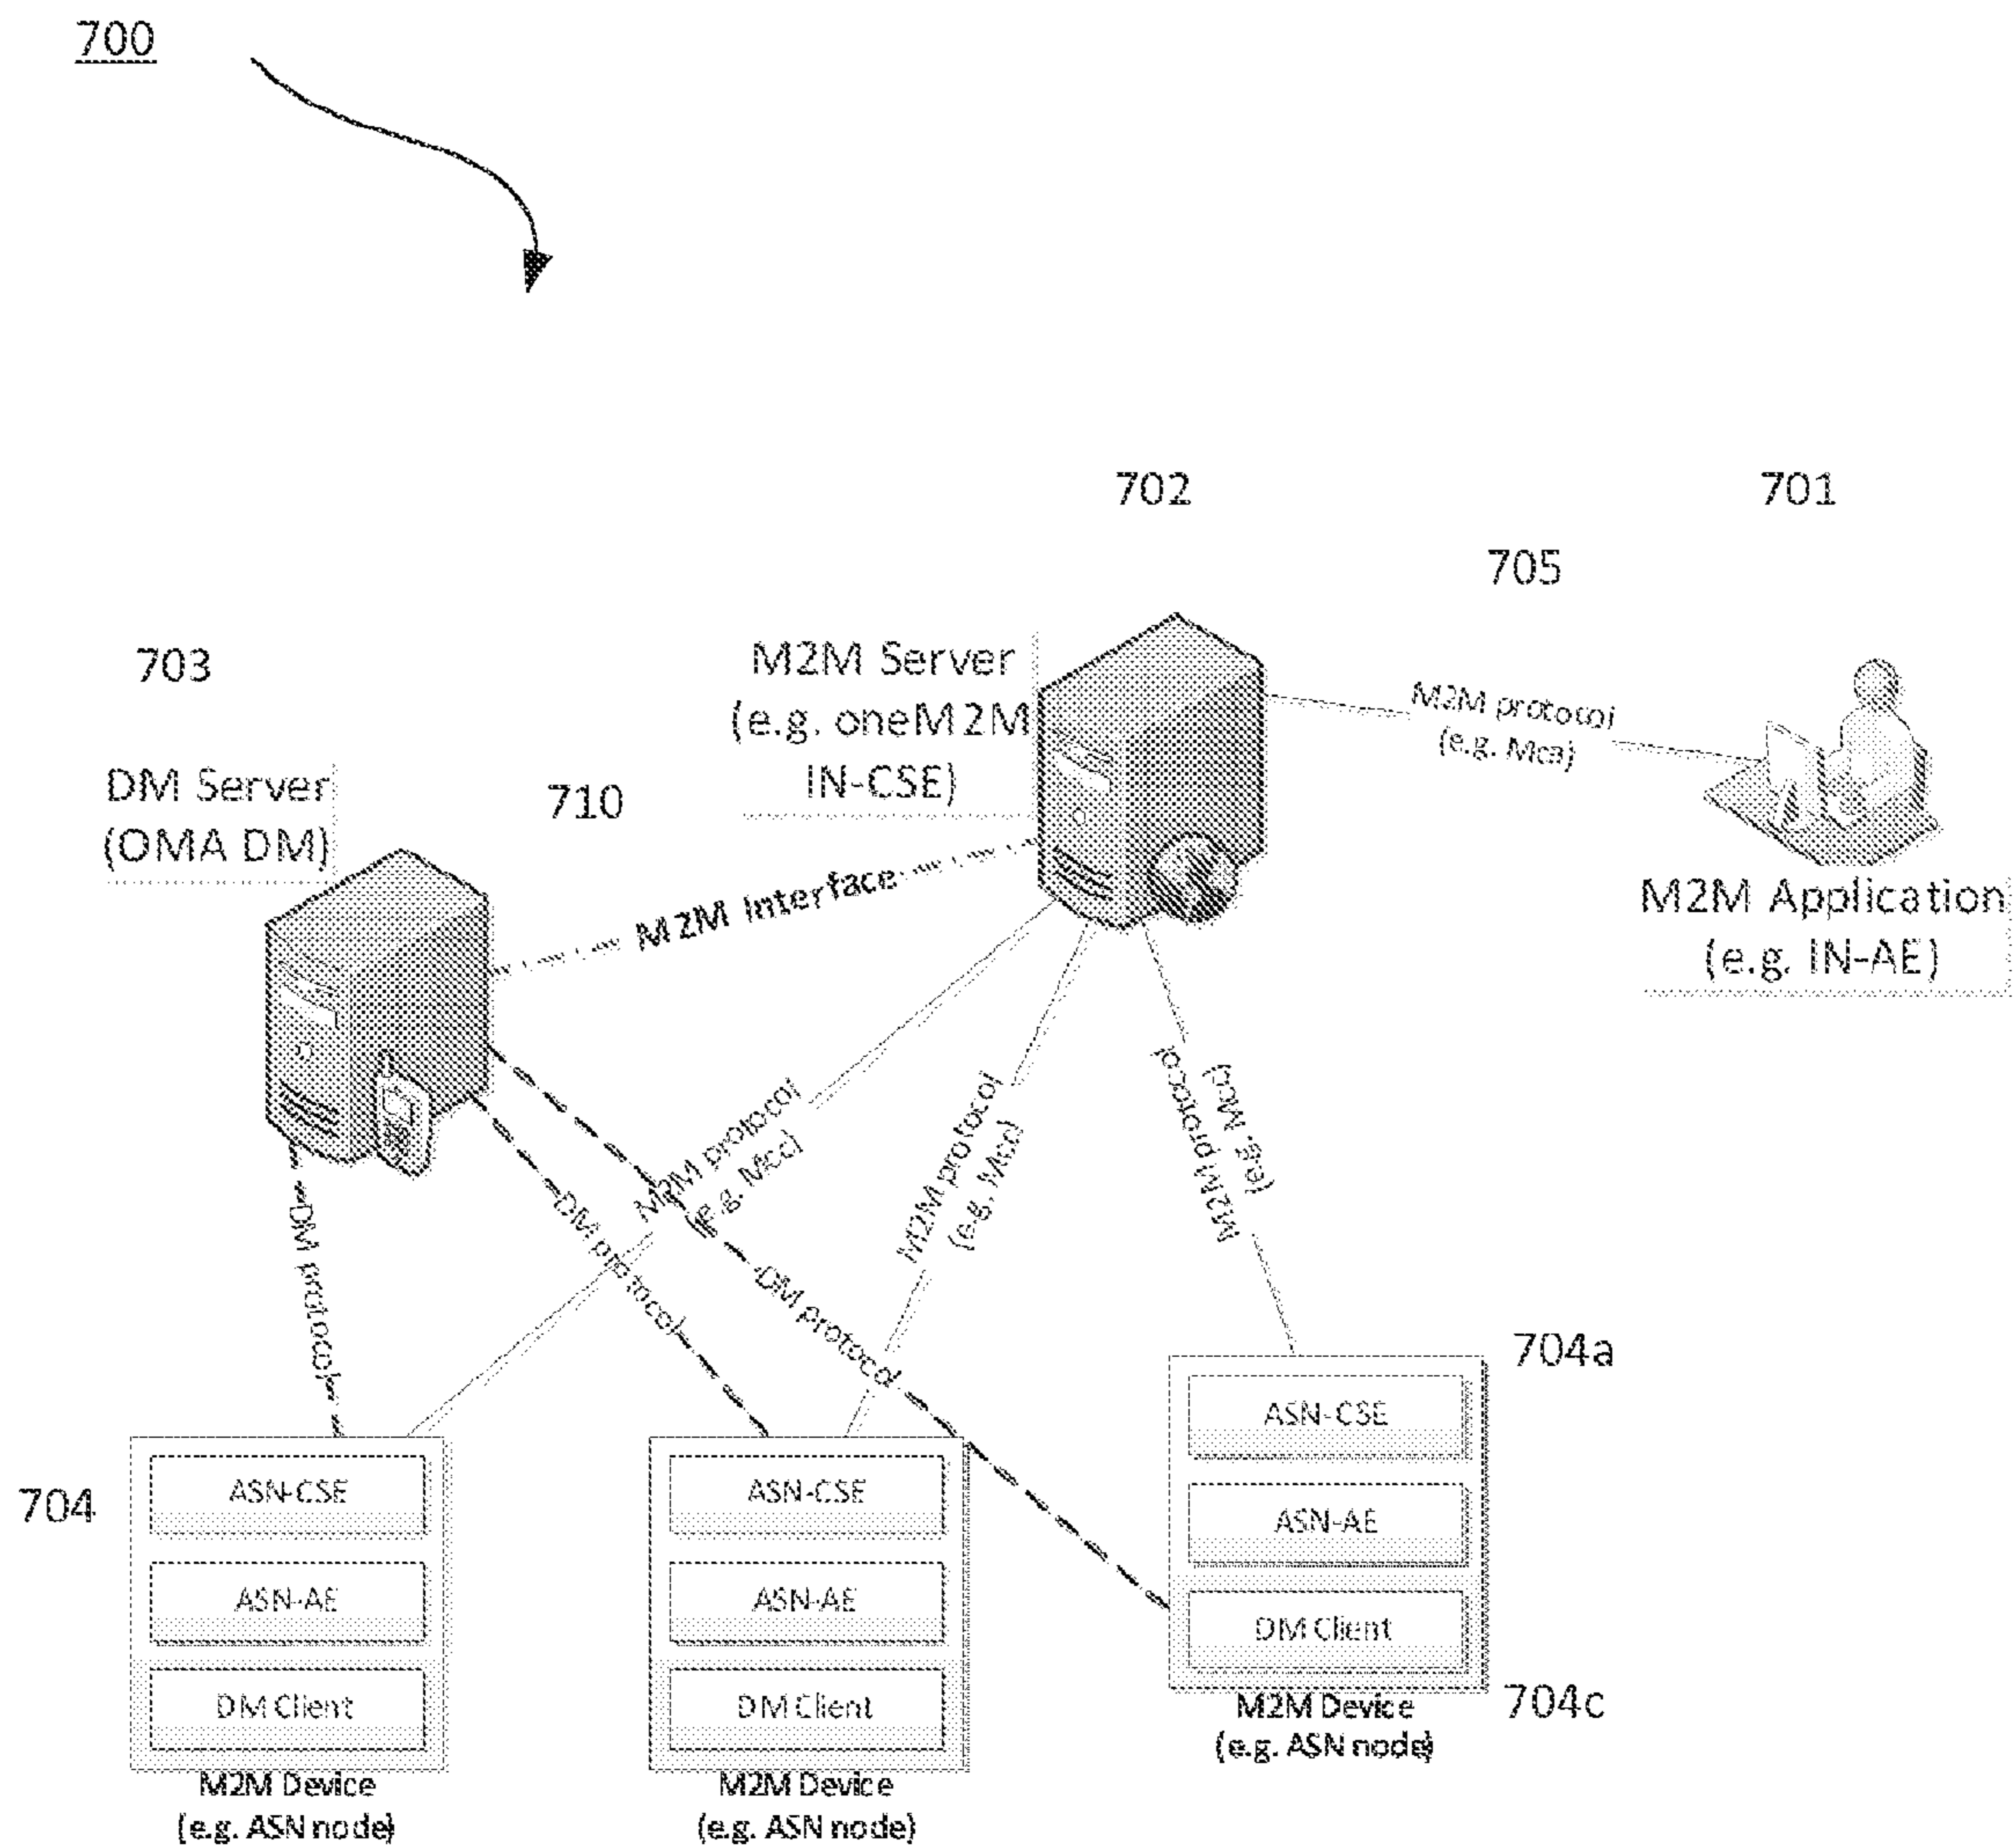 700
702
701
705
703
M2M Server
(e.g. oneM2M
IN-CSE)
M2M protocol
(e.g. Mca)
DM Server
(OMA DM)
710
M2M Application
(e.g. IN-AE)
M2M Interface
M2M protocol
(e.g. Mcc)
M2M protocol
(e.g. Mcc)
M2M protocol
(e.g. Mcc)
DM protocol
DM protocol
DM protocol
704a
704
ASN-CSE
ASN-AE
DM Client
M2M Device
(e.g. ASN node)
ASN-CSE
ASN-AE
DM Client
M2M Device
(e.g. ASN node)
ASN-CSE
ASN-AE
DM Client
704c
M2M Device
(e.g. ASN node)